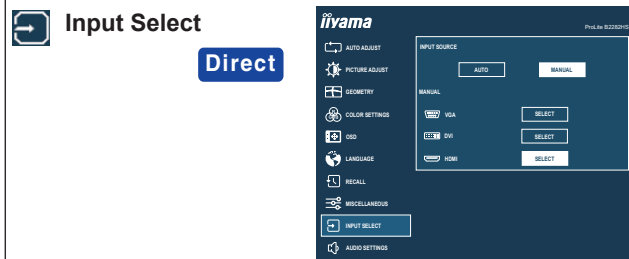 Input Select
Direct
iiyama
ProLite B2282HS
AUTO ADJUST
PICTURE ADJUST
GEOMETRY
COLOR SETTINGS
OSD
LANGUAGE
RECALL
MISCELLANEOUS
INPUT SELECT
AUDIO SETTINGS
INPUT SOURCE
AUTO MANUAL
MANUAL
VGA SELECT
DVI SELECT
HDMI SELECT